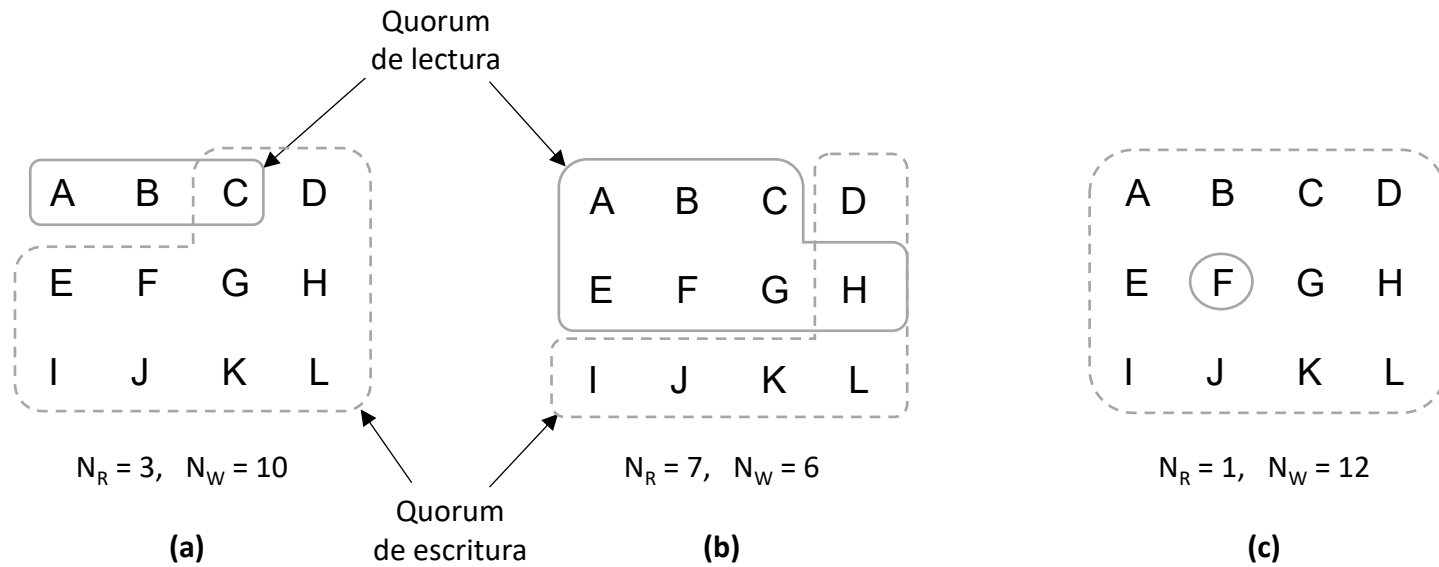 Quorum
de lectura
A B C D
E F G H
I J K L
N_R = 3, N_W = 10
(a)
A B C D
E F G H
I J K L
N_R = 7, N_W = 6
(b)
A B C D
E F G H
I J K L
N_R = 1, N_W = 12
(c)
Quorum
de escritura